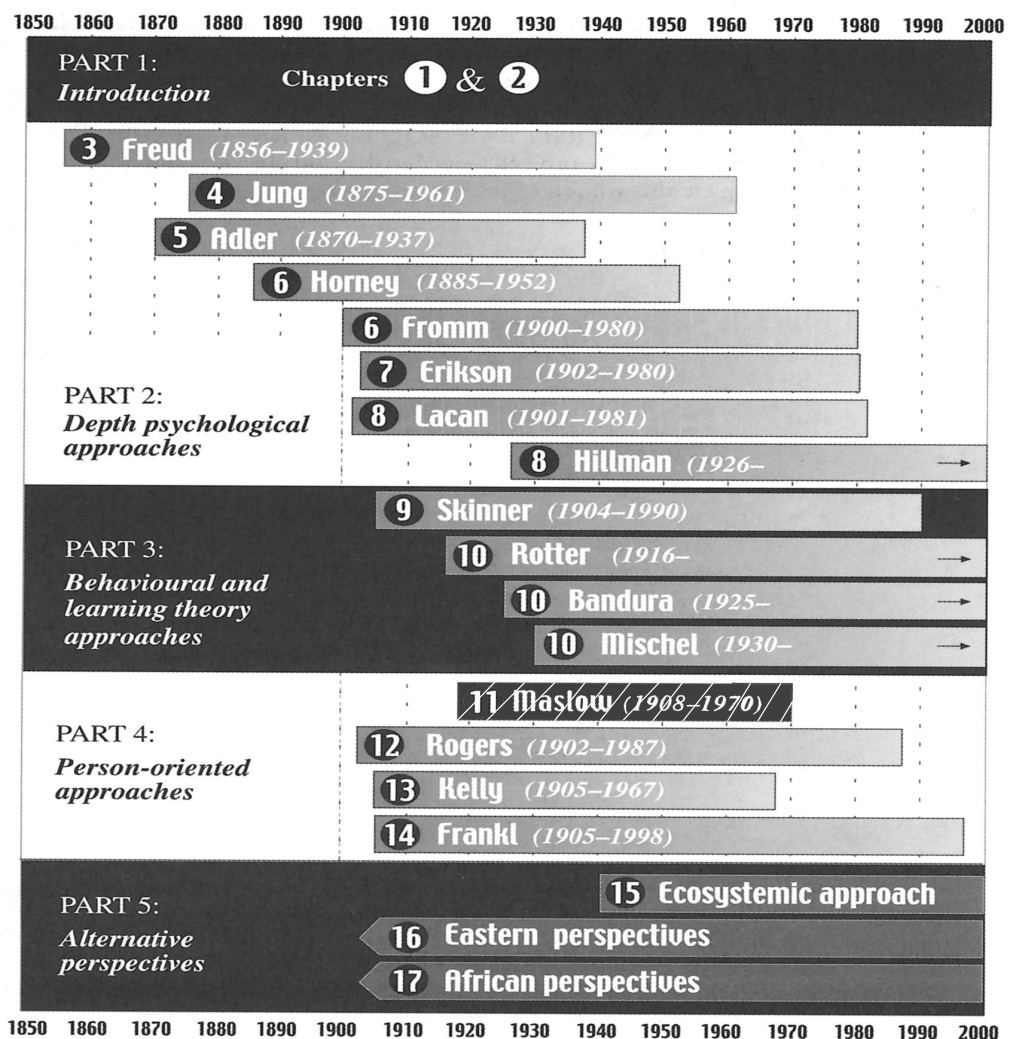 1850 1860 1870 1880 1890 1900 1910 1920 1930 1940 1950 1960 1970 1980 1990 2000
PART 1:
Introduction
Chapters 1 & 2
3 Freud (1856–1939)
4 Jung (1875–1961)
5 Adler (1870–1937)
6 Horney (1885–1952)
6 Fromm (1900–1980)
7 Erikson (1902–1980)
8 Lacan (1901–1981)
8 Hillman (1926–
PART 2:
Depth psychological
approaches
9 Skinner (1904–1990)
10 Rotter (1916–
10 Bandura (1925–
10 Mischel (1930–
PART 3:
Behavioural and
learning theory
approaches
11 Maslow (1908–1970)
12 Rogers (1902–1987)
13 Kelly (1905–1967)
14 Frankl (1905–1998)
PART 4:
Person-oriented
approaches
15 Ecosystemic approach
16 Eastern perspectives
17 African perspectives
PART 5:
Alternative
perspectives
1850 1860 1870 1880 1890 1900 1910 1920 1930 1940 1950 1960 1970 1980 1990 2000